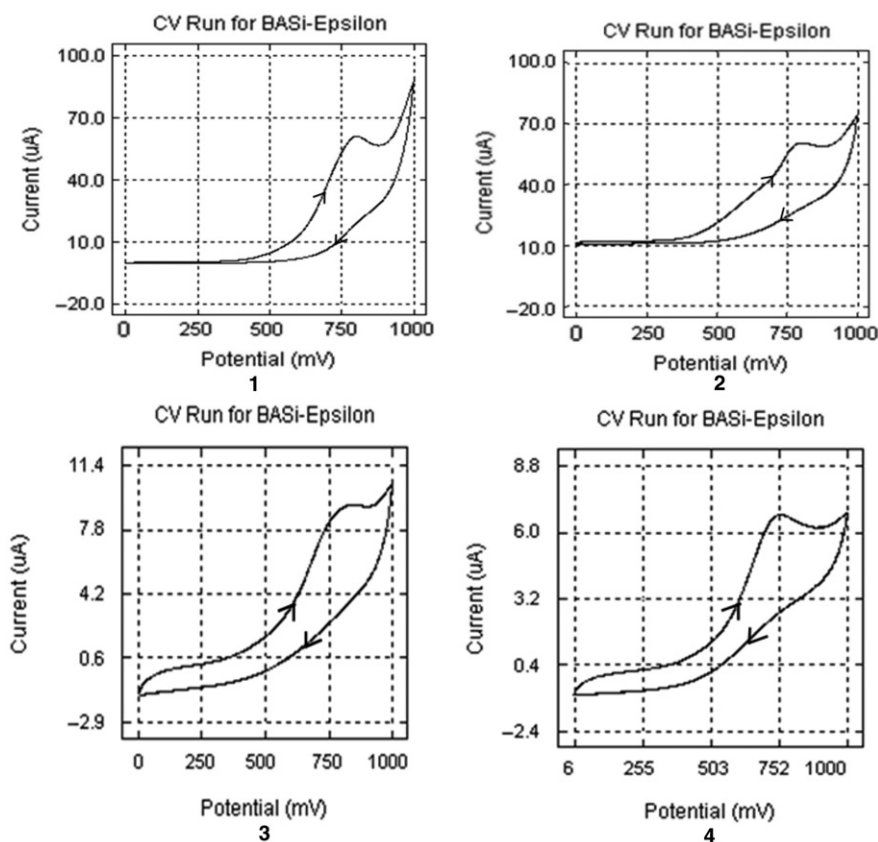 CV Run for BASi-Epsilon
100.0
70.0
40.0
10.0
−20.0
Current (uA)
0 250 500 750 1000
Potential (mV)
1
CV Run for BASi-Epsilon
100.0
70.0
40.0
10.0
−20.0
Current (uA)
0 250 500 750 1000
Potential (mV)
2
CV Run for BASi-Epsilon
11.4
7.8
4.2
0.6
−2.9
Current (uA)
0 250 500 750 1000
Potential (mV)
3
CV Run for BASi-Epsilon
8.8
6.0
3.2
0.4
−2.4
Current (uA)
6 255 503 752 1000
Potential (mV)
4